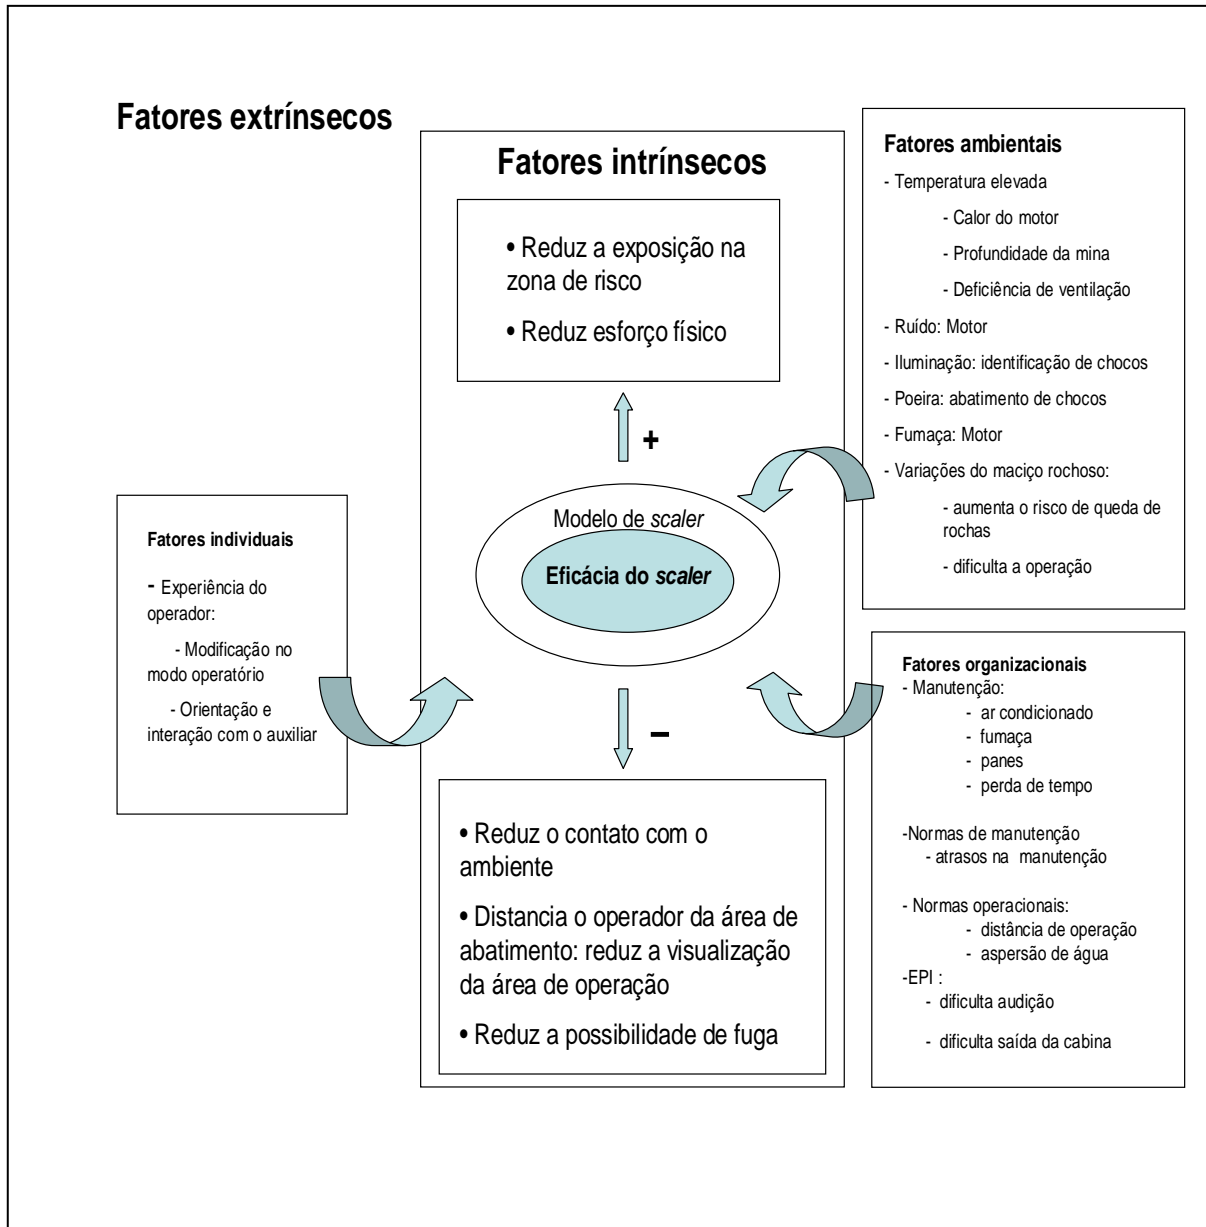 Fatores extrínsecos
Fatores intrínsecos
• Reduz a exposição na
zona de risco
• Reduz esforço físico
+
Modelo de scaler
Eficácia do scaler
–
• Reduz o contato com o
ambiente
• Distancia o operador da área de
abatimento: reduz a visualização
da área de operação
• Reduz a possibilidade de fuga
Fatores individuais
- Experiência do
operador:
- Modificação no
modo operatório
- Orientação e
interação com o auxiliar
Fatores ambientais
- Temperatura elevada
- Calor do motor
- Profundidade da mina
- Deficiência de ventilação
- Ruído: Motor
- Iluminação: identificação de chocos
- Poeira: abatimento de chocos
- Fumaça: Motor
- Variações do maciço rochoso:
- aumenta o risco de queda de
rochas
- dificulta a operação
Fatores organizacionais
- Manutenção:
- ar condicionado
- fumaça
- panes
- perda de tempo
-Normas de manutenção
- atrasos na manutenção
- Normas operacionais:
- distância de operação
- aspersão de água
-EPI :
- dificulta audição
- dificulta saída da cabina